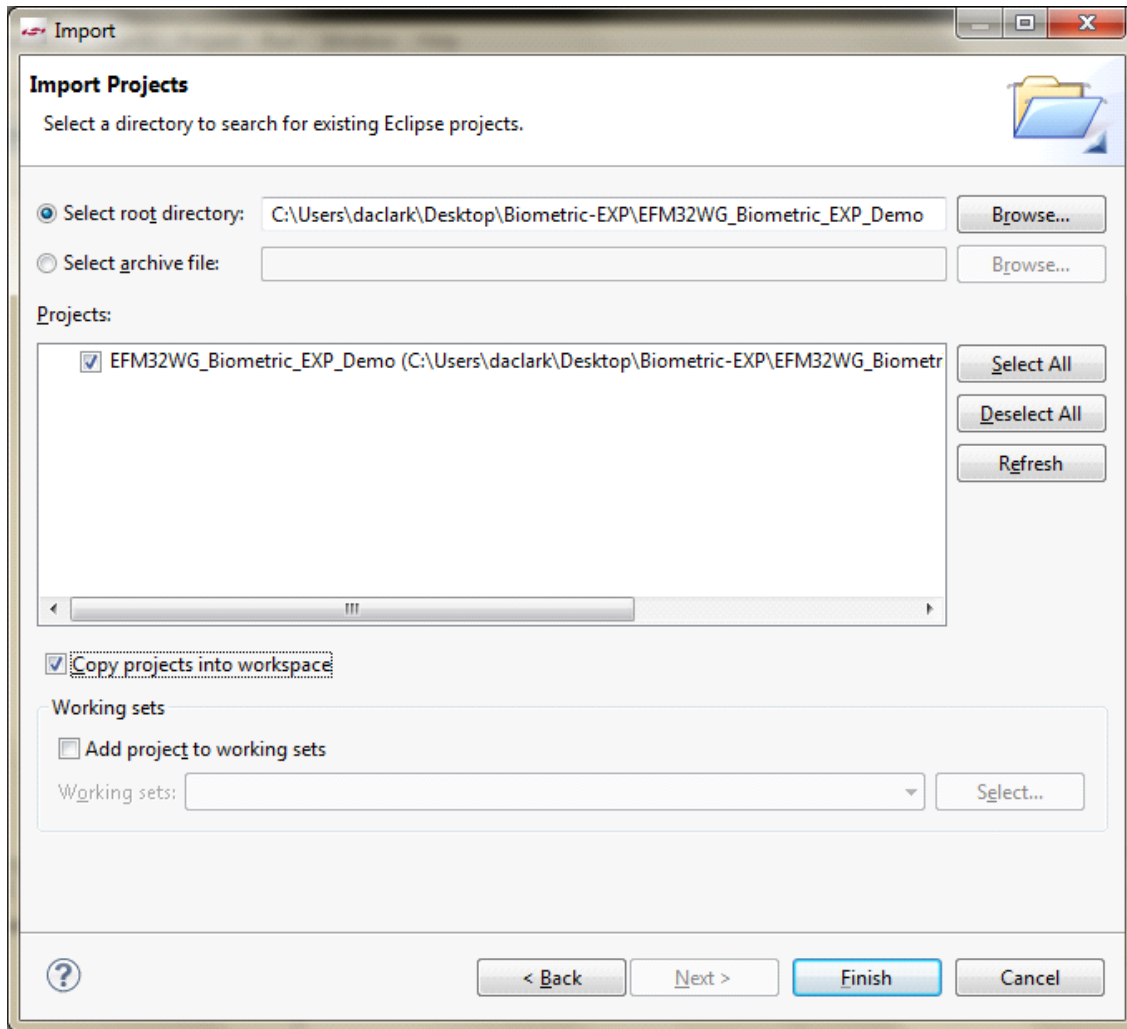 Import
Import Projects
Select a directory to search for existing Eclipse projects.
Select root directory: C:\Users\daclark\Desktop\Biometric-EXP\EFM32WG_Biometric_EXP_Demo Browse...
Select archive file: Browse...
Projects:
EFM32WG_Biometric_EXP_Demo (C:\Users\daclark\Desktop\Biometric-EXP\EFM32WG_Biometr Select All
Deselect All
Refresh
Copy projects into workspace
Working sets
Add project to working sets
Working sets: Select...
? < Back Next > Finish Cancel